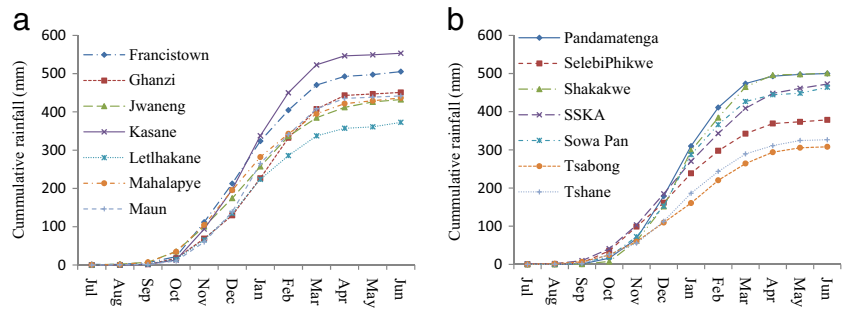 a
Cummulative rainfall (mm)
600
500
400
300
200
100
0
Francistown
Ghanzi
Jwaneng
Kasane
Letlhakane
Mahalapye
Maun
Jul Aug Sep Oct Nov Dec Jan Feb Mar Apr May Jun
b
Cummulative rainfall (mm)
600
500
400
300
200
100
0
Pandamatenga
SelebiPhikwe
Shakakwe
SSKA
Sowa Pan
Tsabong
Tshane
Jul Aug Sep Oct Nov Dec Jan Feb Mar Apr May Jun